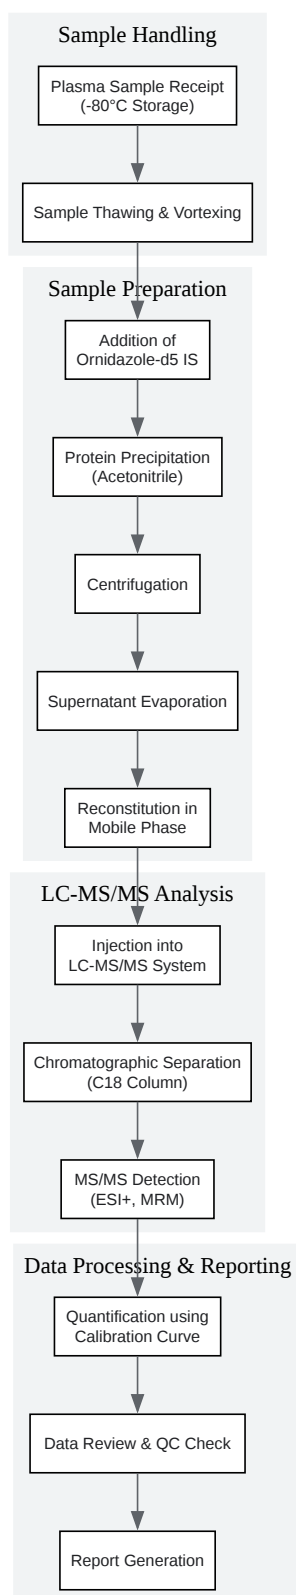 Sample Handling
Plasma Sample Receipt
(-80°C Storage)
Sample Thawing & Vortexing
Sample Preparation
Addition of
Ornidazole-d5 IS
Protein Precipitation
(Acetonitrile)
Centrifugation
Supernatant Evaporation
Reconstitution in
Mobile Phase
LC-MS/MS Analysis
Injection into
LC-MS/MS System
Chromatographic Separation
(C18 Column)
MS/MS Detection
(ESI+, MRM)
Data Processing & Reporting
Quantification using
Calibration Curve
Data Review & QC Check
Report Generation